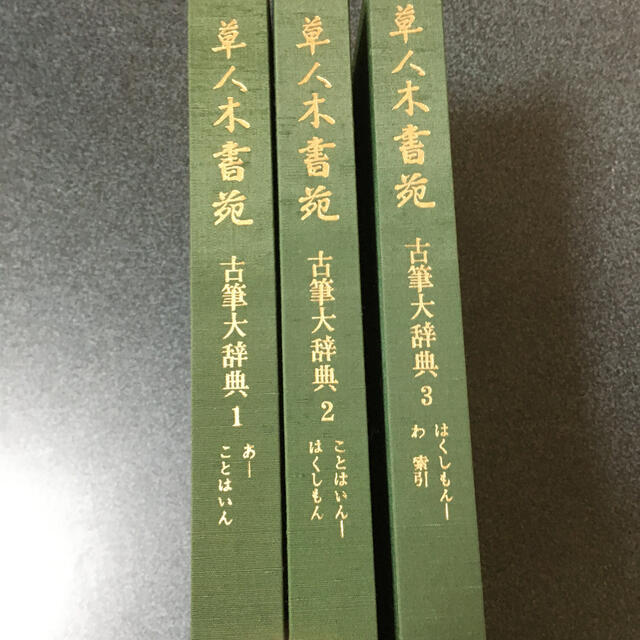 草人木書苑
古筆大辞典 1
あー
ことはいん
草人木書苑
古筆大辞典 2
ことはいんー
はくしもん
草人木書苑
古筆大辞典 3
はくしもんー
わ 索引